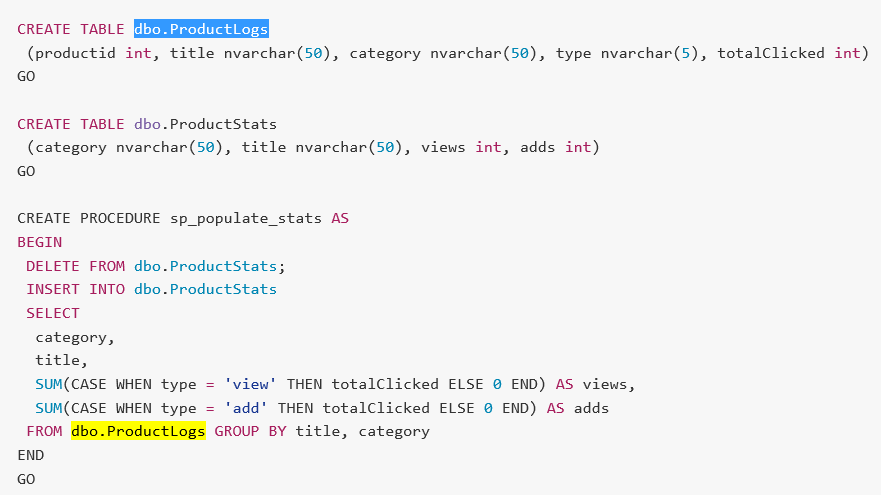 CREATE TABLE dbo.ProductLogs
(productid int, title nvarchar(50), category nvarchar(50), type nvarchar(5), totalClicked int)
GO
CREATE TABLE dbo.ProductStats
(category nvarchar(50), title nvarchar(50), views int, adds int)
GO
CREATE PROCEDURE sp_populate_stats AS
BEGIN
DELETE FROM dbo.ProductStats;
INSERT INTO dbo.ProductStats
SELECT
category,
title,
SUM(CASE WHEN type = 'view' THEN totalClicked ELSE 0 END) AS views,
SUM(CASE WHEN type = 'add' THEN totalClicked ELSE 0 END) AS adds
FROM dbo.ProductLogs GROUP BY title, category
END
GO